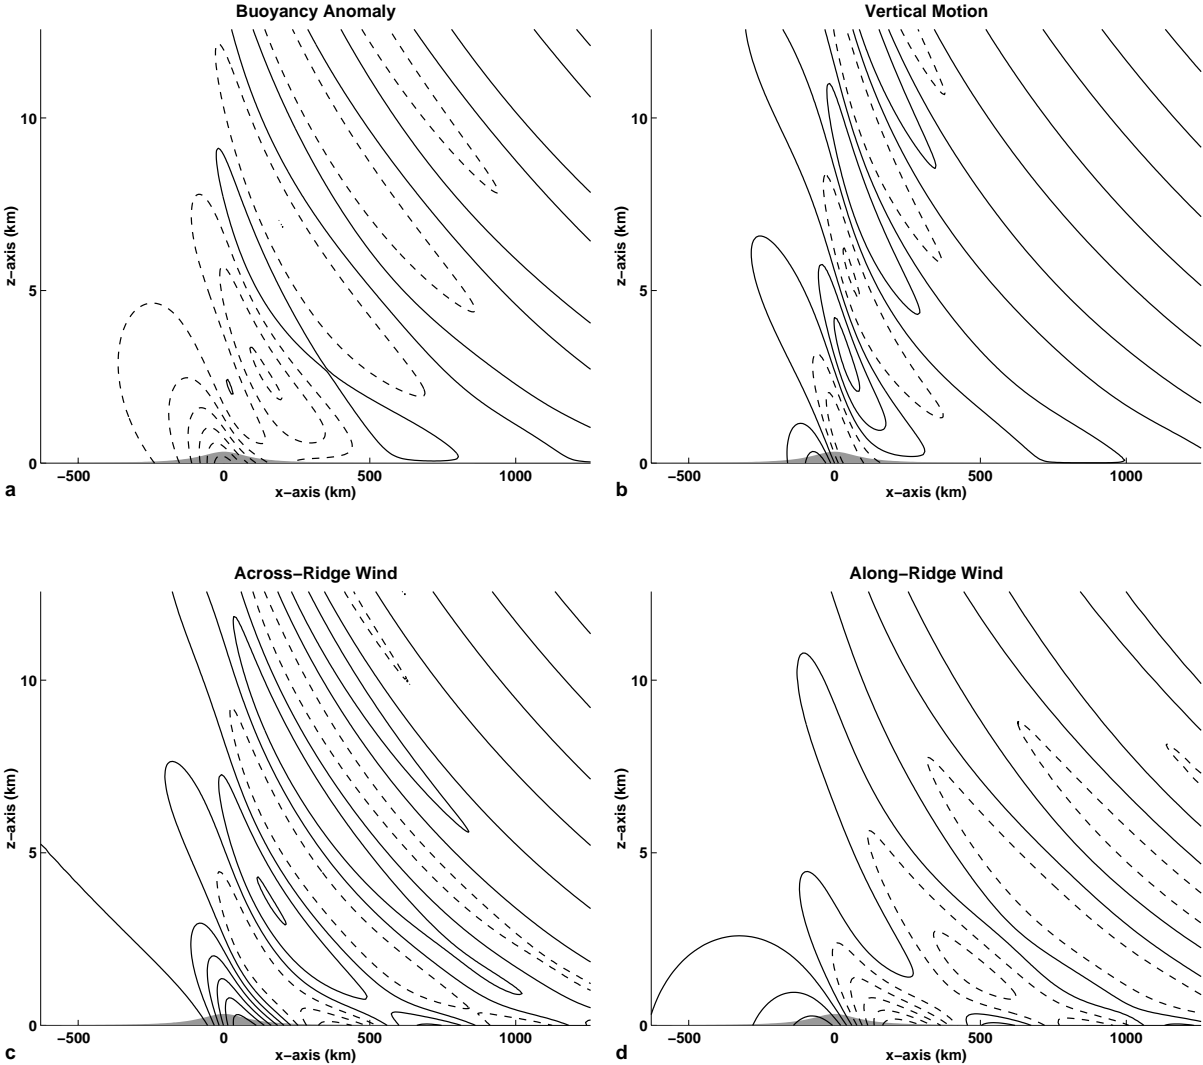 Buoyancy Anomaly
10
5
0
z−axis (km)
−500 0 500 1000
x−axis (km)
a
Vertical Motion
10
5
0
z−axis (km)
−500 0 500 1000
x−axis (km)
b
Across−Ridge Wind
10
5
0
z−axis (km)
−500 0 500 1000
x−axis (km)
c
Along−Ridge Wind
10
5
0
z−axis (km)
−500 0 500 1000
x−axis (km)
d